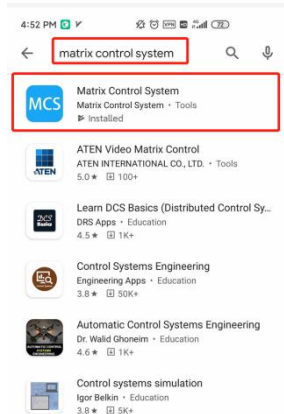 4:52 PM
VPN
72
matrix control system
MCS
Matrix Control System
Matrix Control System • Tools
Installed
ATEN
ATEN Video Matrix Control
ATEN INTERNATIONAL CO., LTD. • Tools
5.0★ 100+
DCS
Basics
Learn DCS Basics (Distributed Control Sy...
DRS Apps • Education
4.5★ 1K+
Control Systems Engineering
Engineering Apps • Education
3.8★ 50K+
Automatic Control Systems Engineering
Dr. Walid Ghoneim • Education
4.6★ 1K+
Control systems simulation
Igor Belkin • Education
3.8★ 5K+